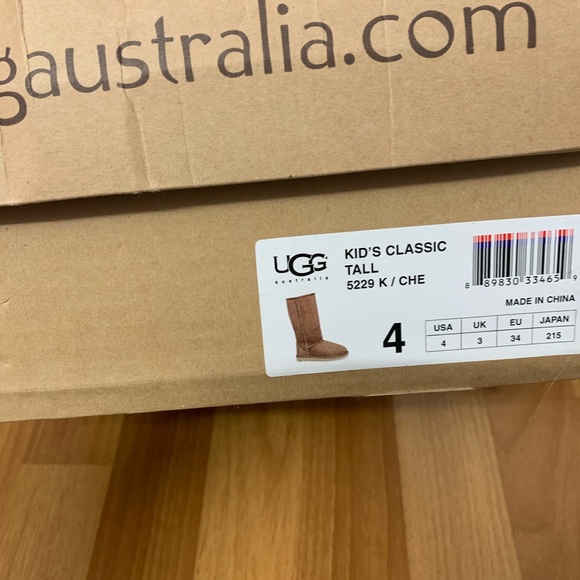 gaustralia.com
UGG
australia
KID'S CLASSIC
TALL
5229 K / CHE
8 89830 33465 9
MADE IN CHINA
4
USA UK EU JAPAN
4 3 34 215